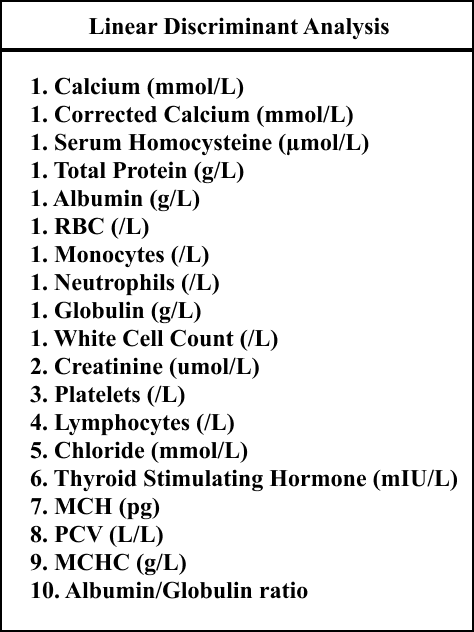 Linear Discriminant Analysis
1. Calcium (mmol/L)
1. Corrected Calcium (mmol/L)
1. Serum Homocysteine (µmol/L)
1. Total Protein (g/L)
1. Albumin (g/L)
1. RBC (/L)
1. Monocytes (/L)
1. Neutrophils (/L)
1. Globulin (g/L)
1. White Cell Count (/L)
2. Creatinine (umol/L)
3. Platelets (/L)
4. Lymphocytes (/L)
5. Chloride (mmol/L)
6. Thyroid Stimulating Hormone (mIU/L)
7. MCH (pg)
8. PCV (L/L)
9. MCHC (g/L)
10. Albumin/Globulin ratio